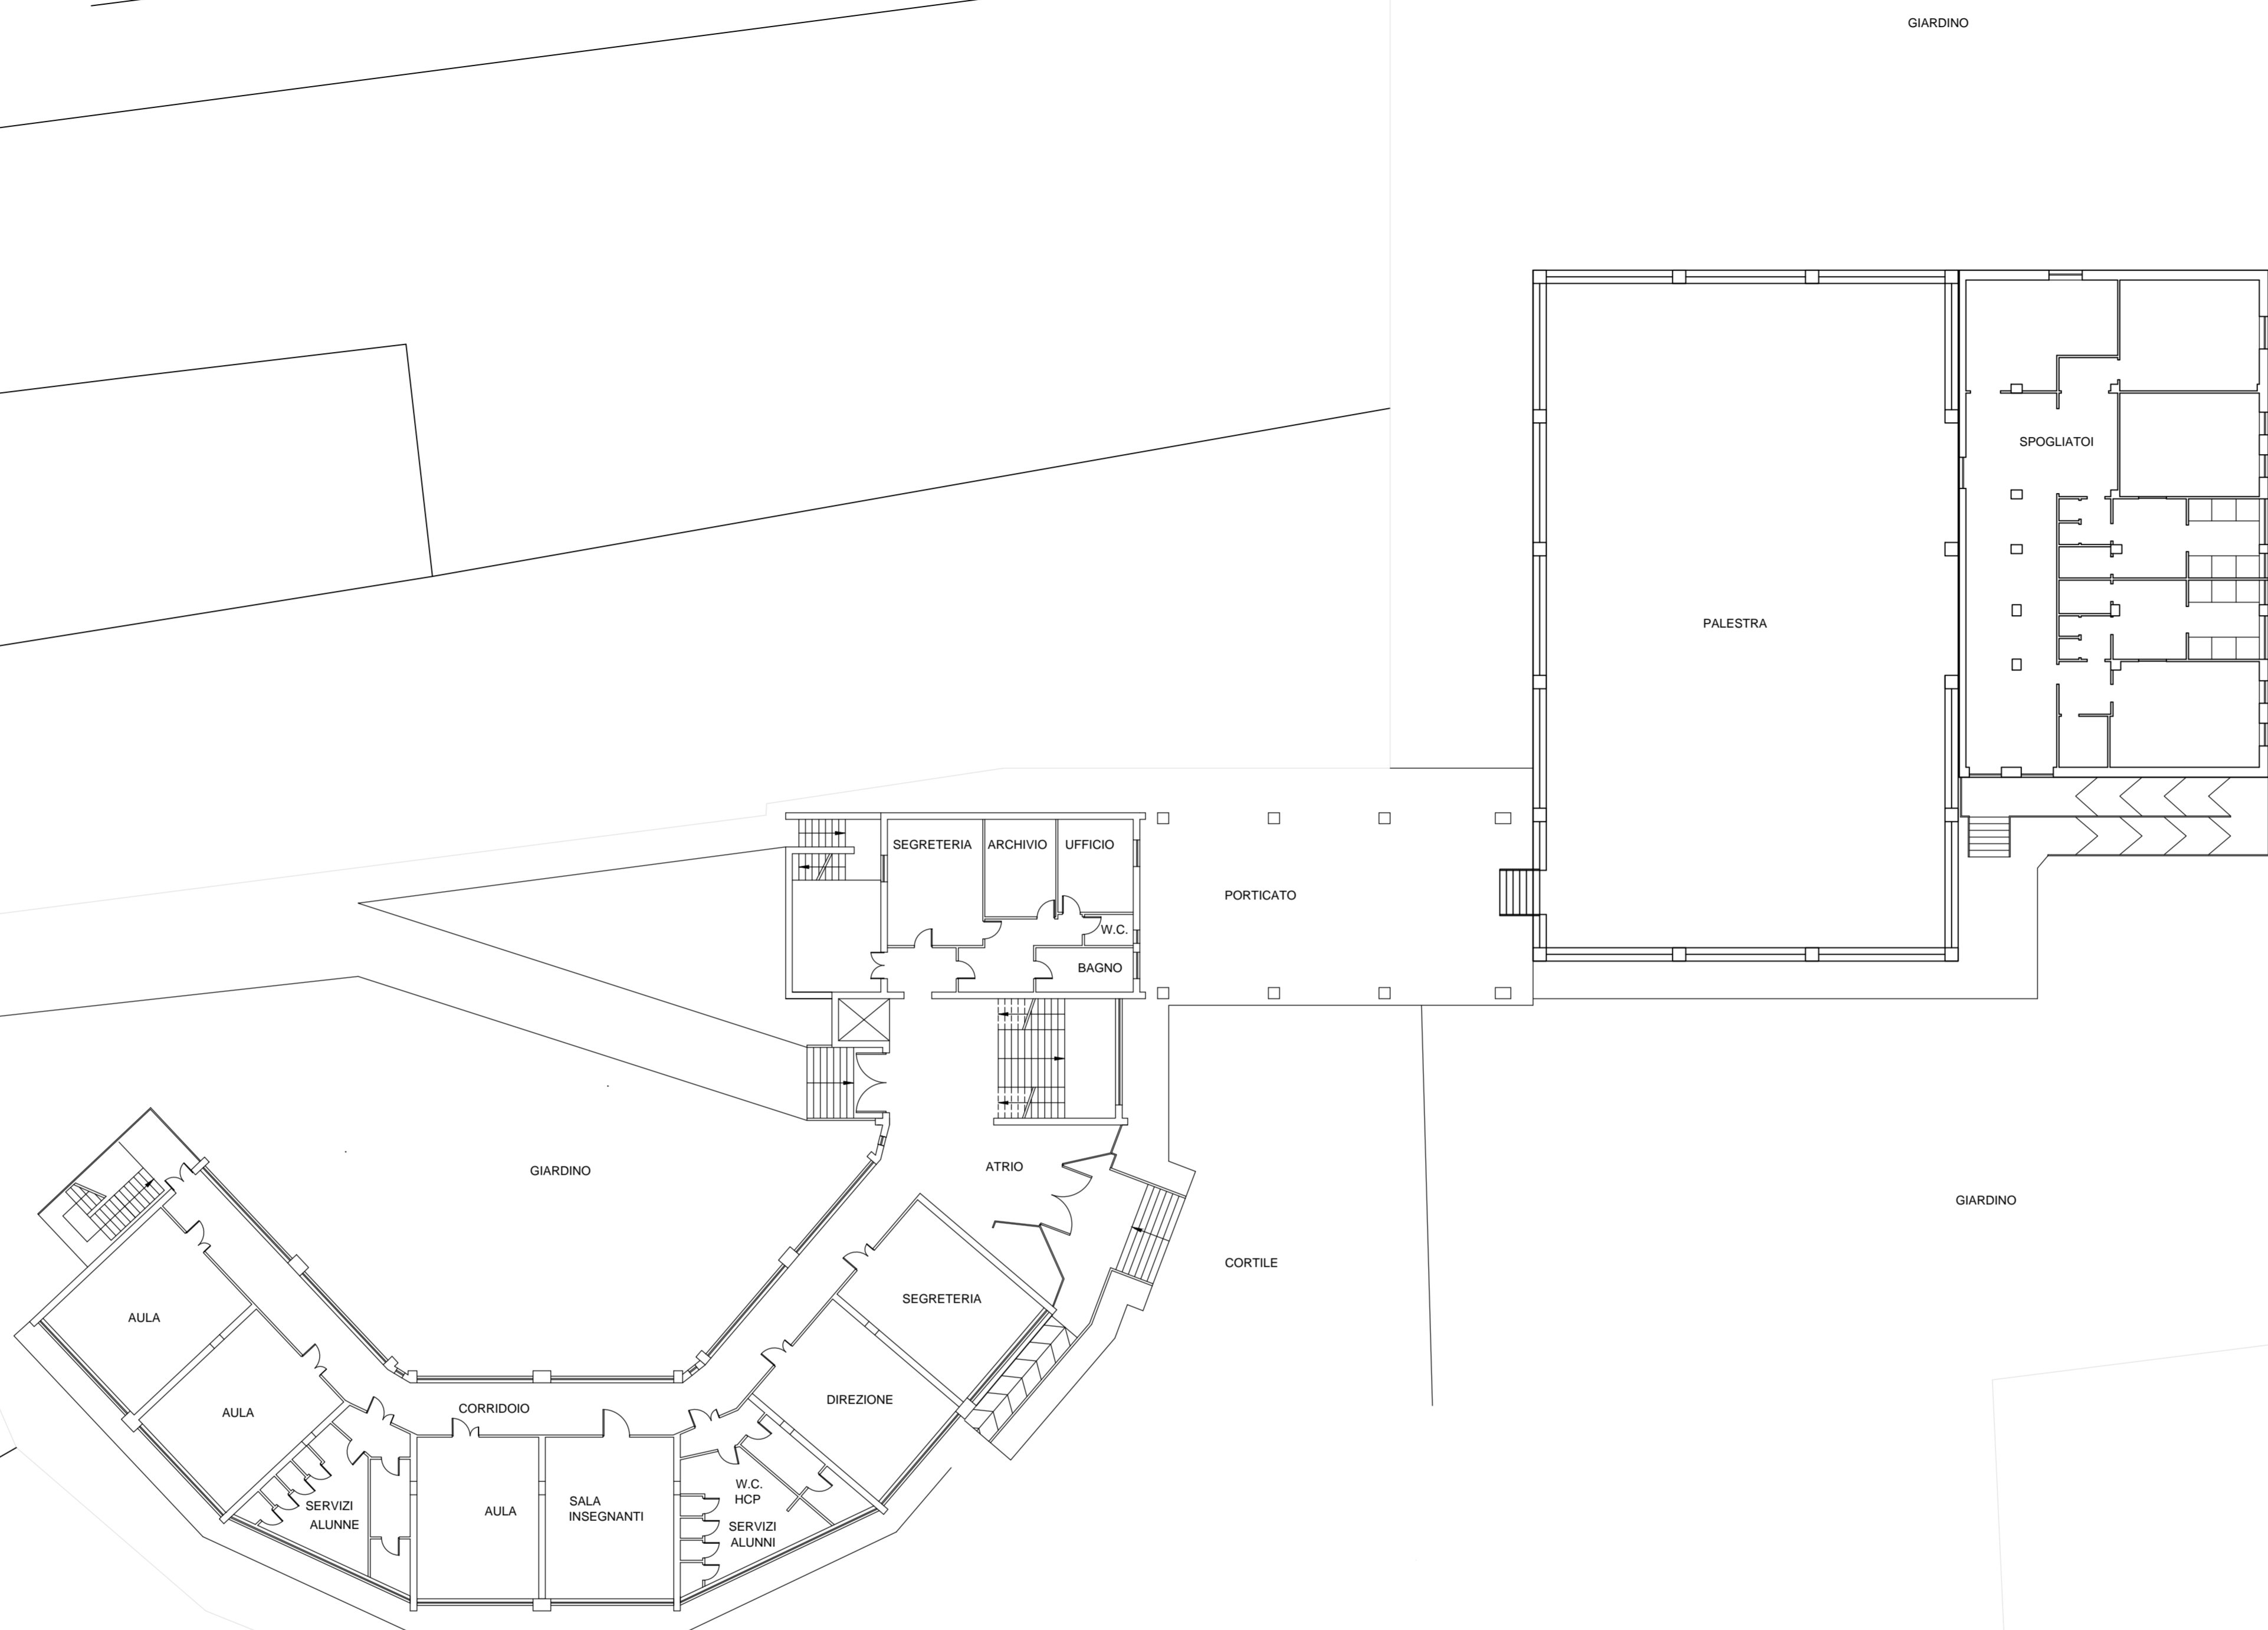 GIARDINO
SPOGLIATOI
PALESTRA
SEGRETERIA
ARCHIVIO
UFFICIO
PORTICATO
W.C.
BAGNO
GIARDINO
ATRIO
GIARDINO
CORTILE
SEGRETERIA
AULA
DIREZIONE
CORRIDOIO
AULA
W.C.
HCP
SERVIZI
ALUNNE
AULA
SALA
INSEGNANTI
SERVIZI
ALUNNI